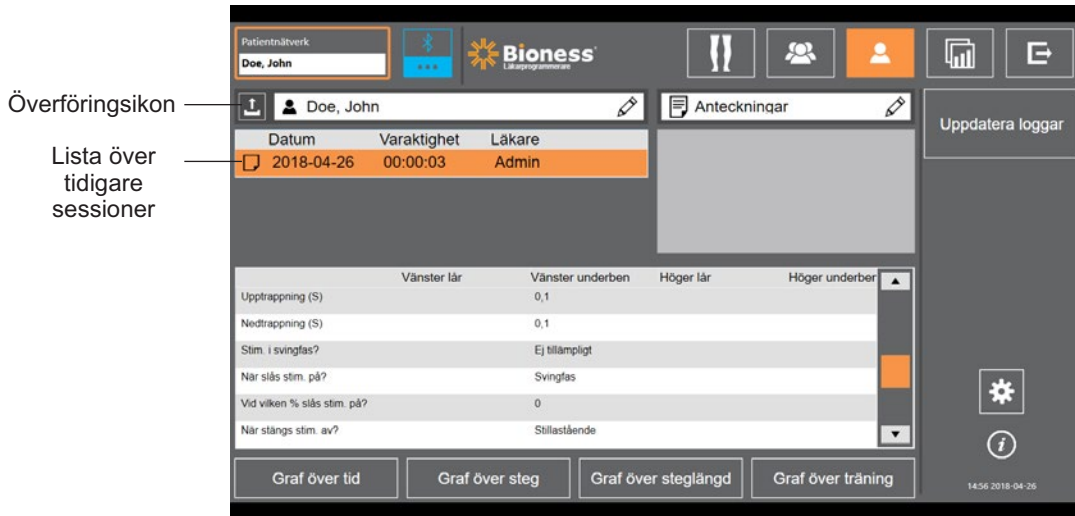 Patientnätverk
Doe, John
Bioness
Läkarprogrammerare
Överföringsikon
Doe, John
Anteckningar
Uppdatera loggar
Datum Varaktighet Läkare
Lista över
tidigare
sessioner
2018-04-26 00:00:03 Admin
Vänster lår Vänster underben Höger lår Höger underben
Upptrappning (S) 0,1
Nedtrappning (S) 0,1
Stim. i svingfas? Ej tillämpligt
När slås stim. på? Svingfas
Vid vilken % slås stim. på? 0
När stängs stim. av? Stillastående
Graf över tid Graf över steg Graf över steglängd Graf över träning
14:56 2018-04-26